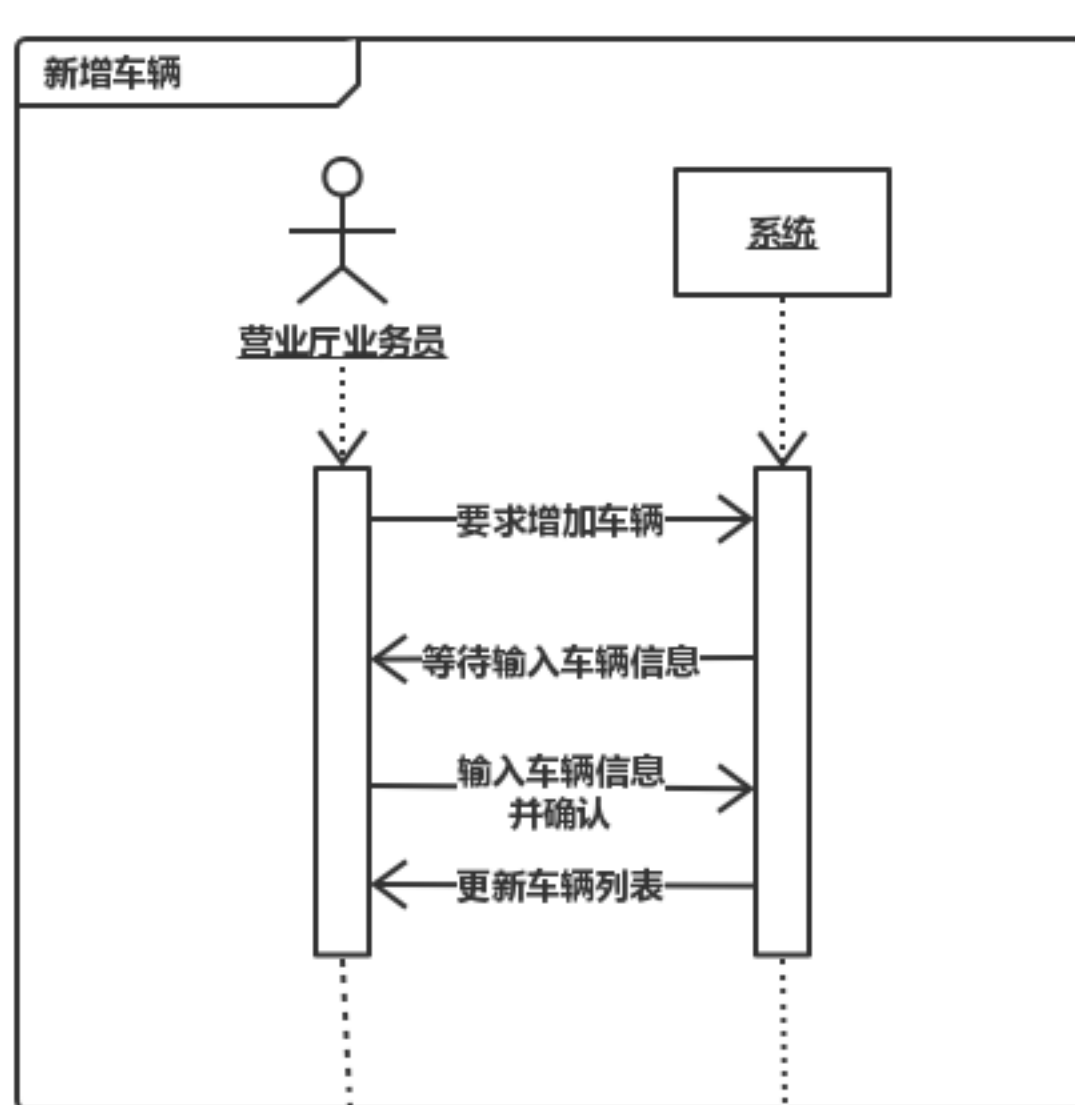 新增车辆
系统
营业厅业务员
要求增加车辆
等待输入车辆信息
输入车辆信息
并确认
更新车辆列表